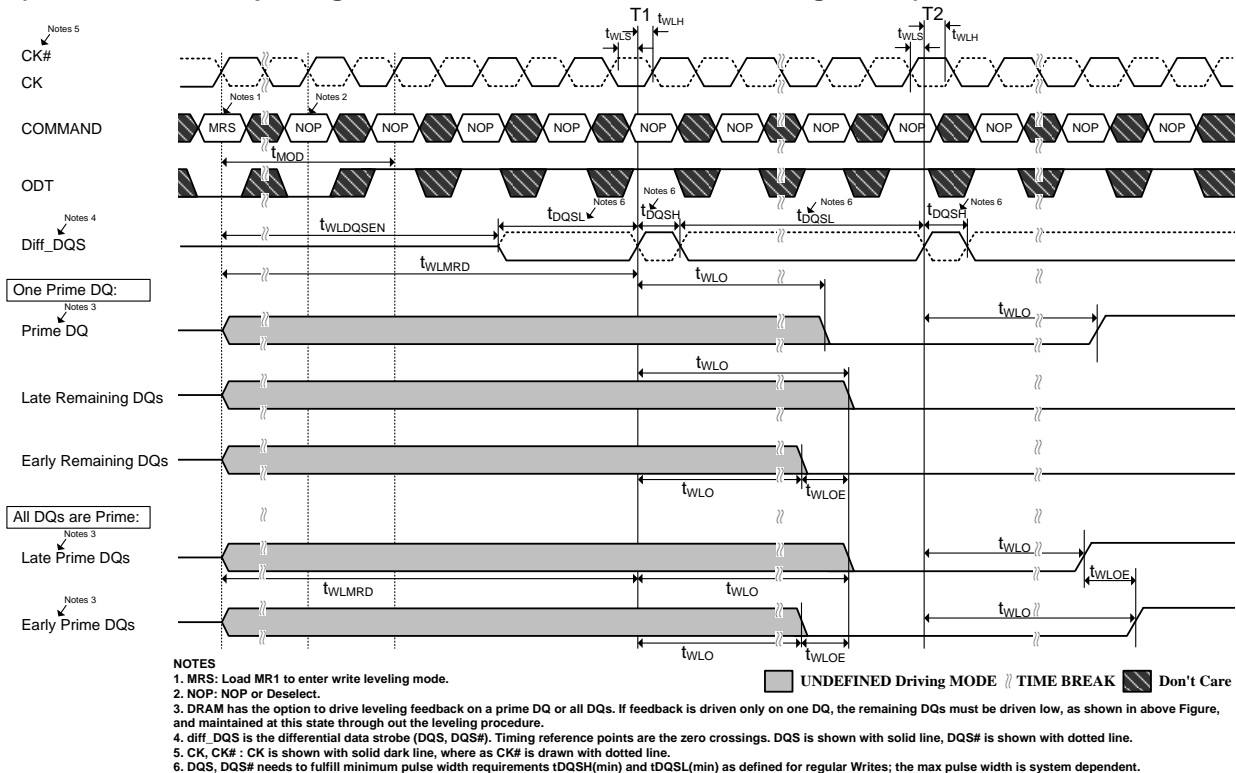 T1
T2
tWLS
tWLH
tWLS
tWLH
Notes 5
CK#
CK
Notes 1
Notes 2
COMMAND
MRS
NOP
NOP
NOP
NOP
NOP
NOP
NOP
NOP
NOP
NOP
NOP
tMOD
ODT
Notes 6
Notes 6
Notes 6
Notes 6
tDQSL
tDQSH
tDQSL
tDQSH
Notes 4
Diff_DQS
tWLDQSEN
tWLMRD
tWLO
One Prime DQ:
Notes 3
Prime DQ
tWLO
tWLO
Late Remaining DQs
Early Remaining DQs
tWLO
tWLOE
All DQs are Prime:
Notes 3
Late Prime DQs
tWLO
tWLOE
tWLMRD
tWLO
Notes 3
Early Prime DQs
tWLO
tWLO
tWLOE
NOTES
1. MRS: Load MR1 to enter write leveling mode.
2. NOP: NOP or Deselect.
UNDEFINED Driving MODE
TIME BREAK
Don't Care
3. DRAM has the option to drive leveling feedback on a prime DQ or all DQs. If feedback is driven only on one DQ, the remaining DQs must be driven low, as shown in above Figure,
and maintained at this state through out the leveling procedure.
4. diff_DQS is the differential data strobe (DQS, DQS#). Timing reference points are the zero crossings. DQS is shown with solid line, DQS# is shown with dotted line.
5. CK, CK# : CK is shown with solid dark line, where as CK# is drawn with dotted line.
6. DQS, DQS# needs to fulfill minimum pulse width requirements tDQSH(min) and tDQSL(min) as defined for regular Writes; the max pulse width is system dependent.